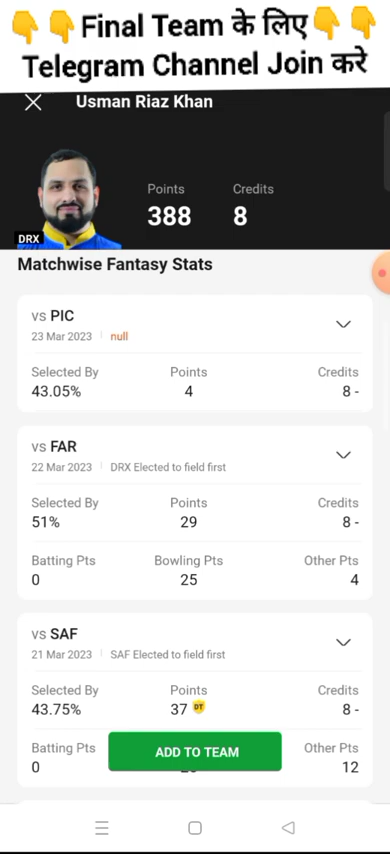 👇👇Final Team के लिए👇👇
Telegram Channel Join करे
Usman Riaz Khan
Points Credits
388 8
DRX
Matchwise Fantasy Stats
vs PIC
23 Mar 2023 null
Selected By Points Credits
43.05% 4 8 -
vs FAR
22 Mar 2023 DRX Elected to field first
Selected By Points Credits
51% 29 8 -
Batting Pts Bowling Pts Other Pts
0 25 4
vs SAF
21 Mar 2023 SAF Elected to field first
Selected By Points Credits
43.75% 37 DT 8 -
Batting Pts Other Pts
ADD TO TEAM
0 12